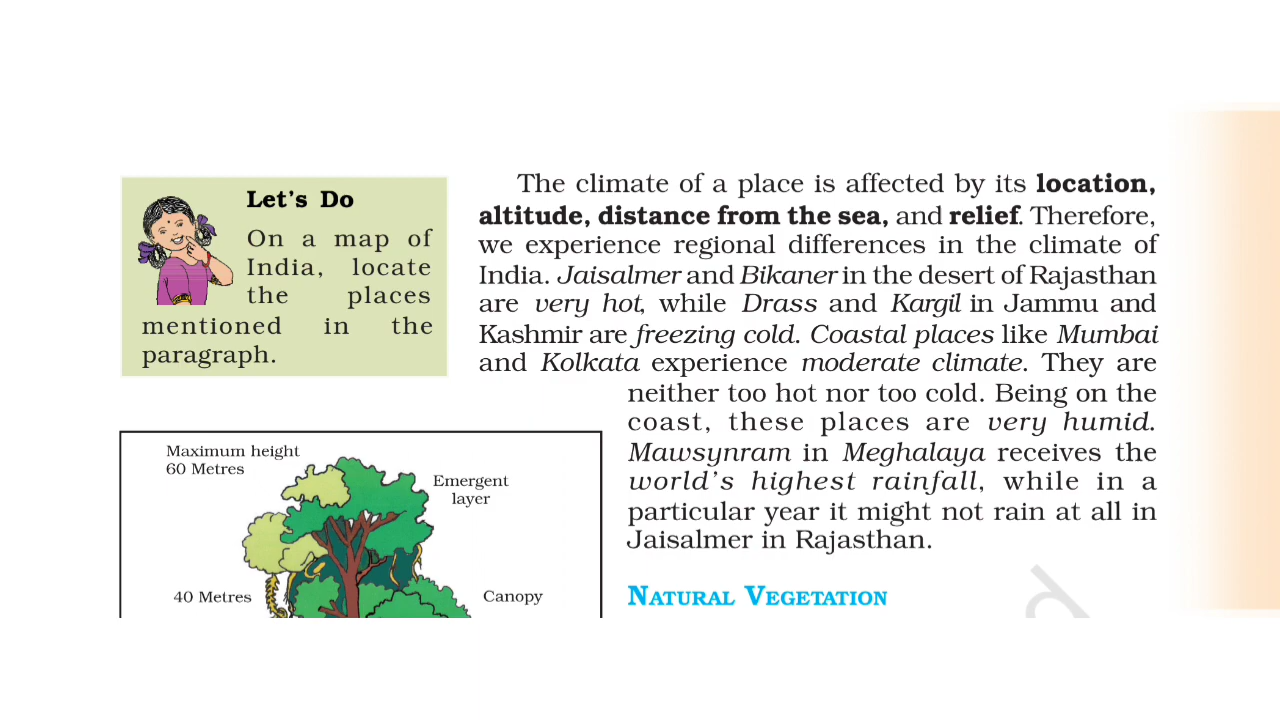 Let's Do
On a map of
India, locate
the places
mentioned in the
paragraph.
The climate of a place is affected by its location,
altitude, distance from the sea, and relief. Therefore,
we experience regional differences in the climate of
India. Jaisalmer and Bikaner in the desert of Rajasthan
are very hot, while Drass and Kargil in Jammu and
Kashmir are freezing cold. Coastal places like Mumbai
and Kolkata experience moderate climate. They are
neither too hot nor too cold. Being on the
coast, these places are very humid.
Mawsynram in Meghalaya receives the
world's highest rainfall, while in a
particular year it might not rain at all in
Jaisalmer in Rajasthan.
Maximum height
60 Metres
Emergent
layer
40 Metres
Canopy
NATURAL VEGETATION